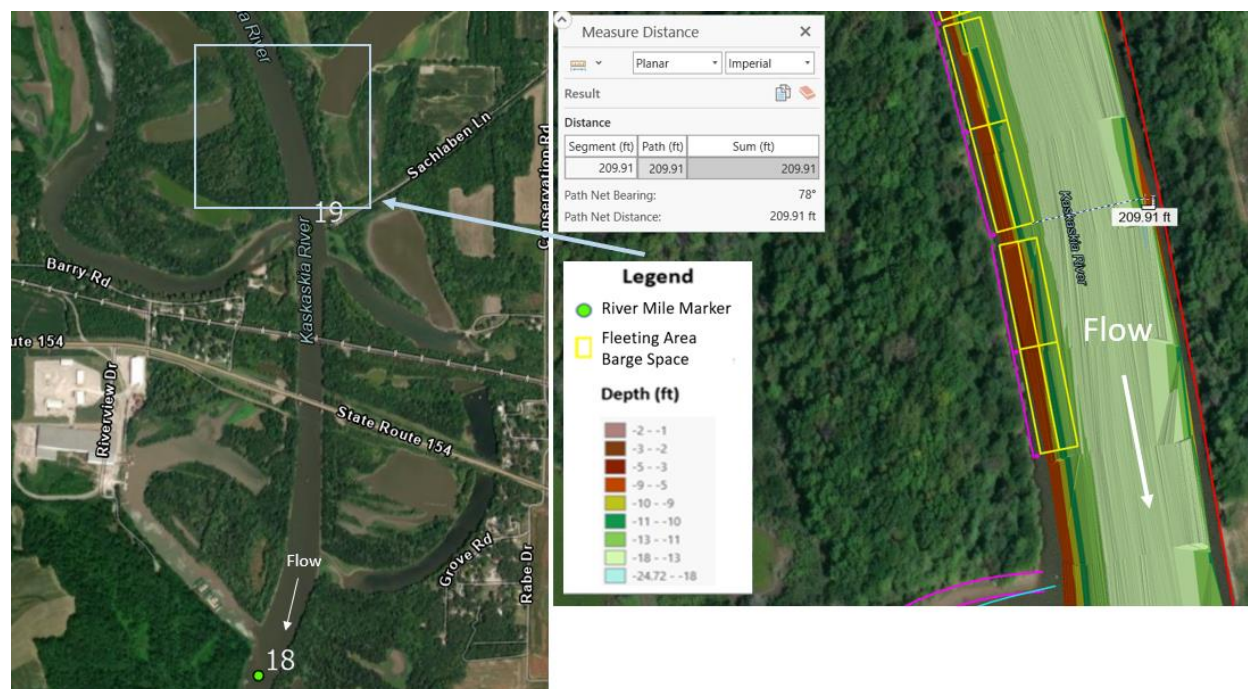 Kaskaskia River
Sachlaben Ln
Conservation Rd
19
Kaskaskia River
Barry Rd
ute 154
Riverview Dr
State Route 154
Grove Rd
Rabe Dr
Flow
18
Measure Distance
Planar
Imperial
Result
Distance
Segment (ft) Path (ft) Sum (ft)
209.91 209.91 209.91
Path Net Bearing: 78°
Path Net Distance: 209.91 ft
Legend
River Mile Marker
Fleeting Area
Barge Space
Depth (ft)
-2 - -1
-3 - -2
-5 - -3
-9 - -5
-10 - -9
-11 - -10
-13 - -11
-18 - -13
-24.72 - -18
209.91 ft
Kaskaskia River
Flow